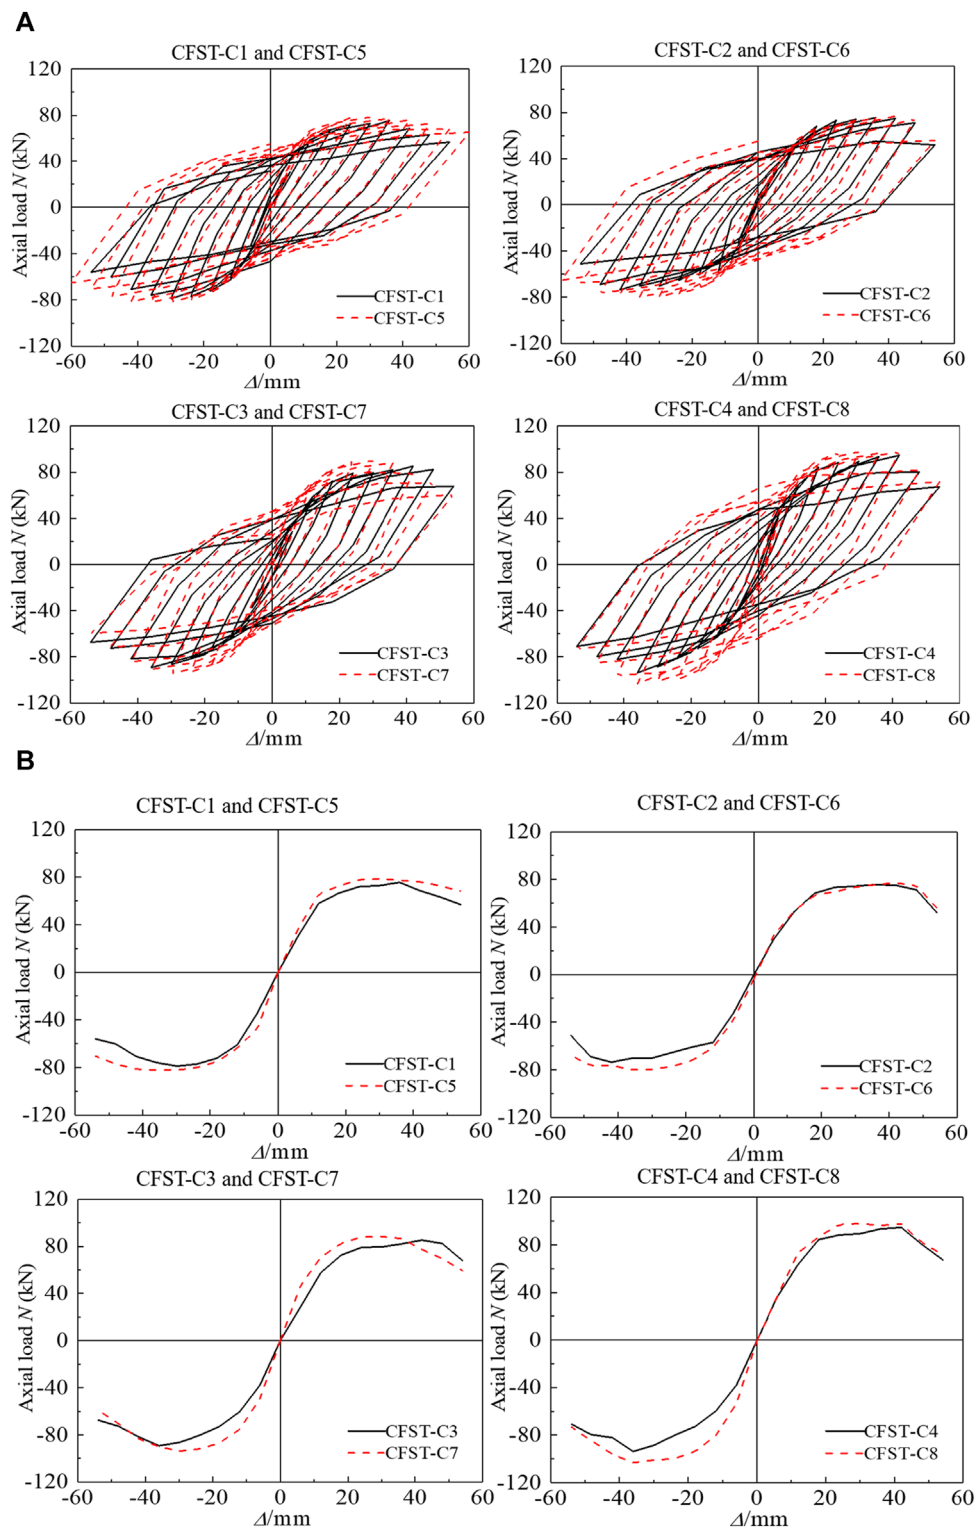 A
CFST-C1 and CFST-C5
120
80
40
0
-40
-80
-120
Axial load N (kN)
CFST-C1
CFST-C5
-60 -40 -20 0 20 40 60
Δ/mm
CFST-C2 and CFST-C6
120
80
40
0
-40
-80
-120
Axial load N (kN)
CFST-C2
CFST-C6
-60 -40 -20 0 20 40 60
Δ/mm
CFST-C3 and CFST-C7
120
80
40
0
-40
-80
-120
Axial load N (kN)
CFST-C3
CFST-C7
-60 -40 -20 0 20 40 60
Δ/mm
CFST-C4 and CFST-C8
120
80
40
0
-40
-80
-120
Axial load N (kN)
CFST-C4
CFST-C8
-60 -40 -20 0 20 40 60
Δ/mm
B
CFST-C1 and CFST-C5
120
80
40
0
-40
-80
-120
Axial load N (kN)
CFST-C1
CFST-C5
-60 -40 -20 0 20 40 60
Δ/mm
CFST-C2 and CFST-C6
120
80
40
0
-40
-80
-120
Axial load N (kN)
CFST-C2
CFST-C6
-60 -40 -20 0 20 40 60
Δ/mm
CFST-C3 and CFST-C7
120
80
40
0
-40
-80
-120
Axial load N (kN)
CFST-C3
CFST-C7
-60 -40 -20 0 20 40 60
Δ/mm
CFST-C4 and CFST-C8
120
80
40
0
-40
-80
-120
Axial load N (kN)
CFST-C4
CFST-C8
-60 -40 -20 0 20 40 60
Δ/mm